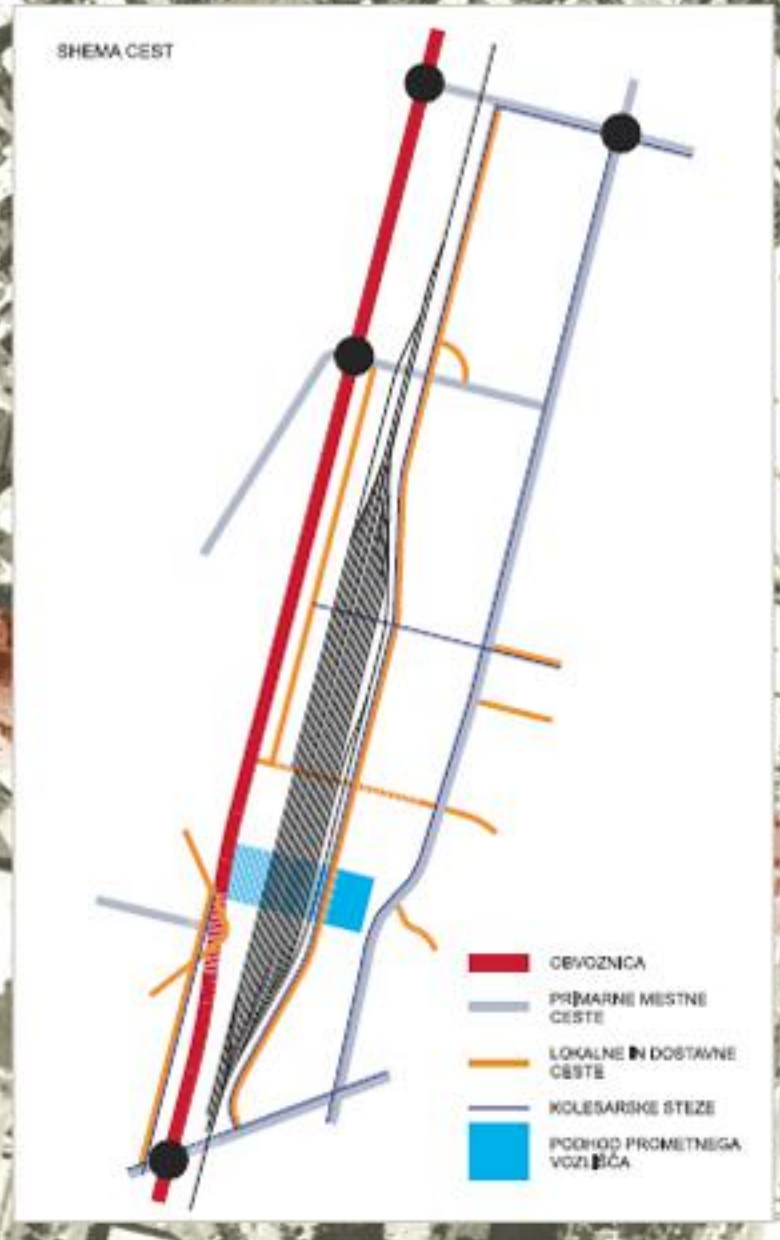 SHEMA CEST
OBVOZNICA
PRIMARNE MESTNE
CESTE
LOKALNE IN DOSTAVNE
CESTE
KOLESARSKE STEZE
PODHOD PROMETNEGA
VOZLIŠČA